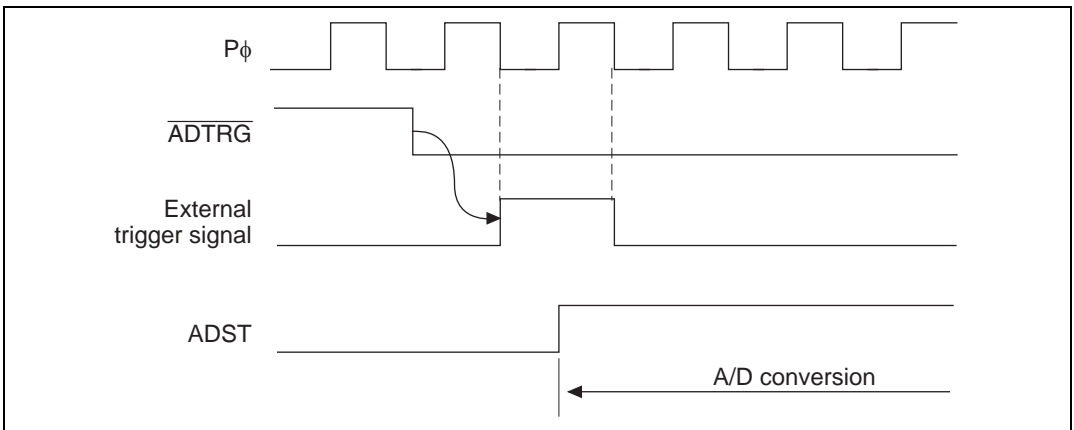 Pϕ
ADTRG
External
trigger signal
ADST
A/D conversion